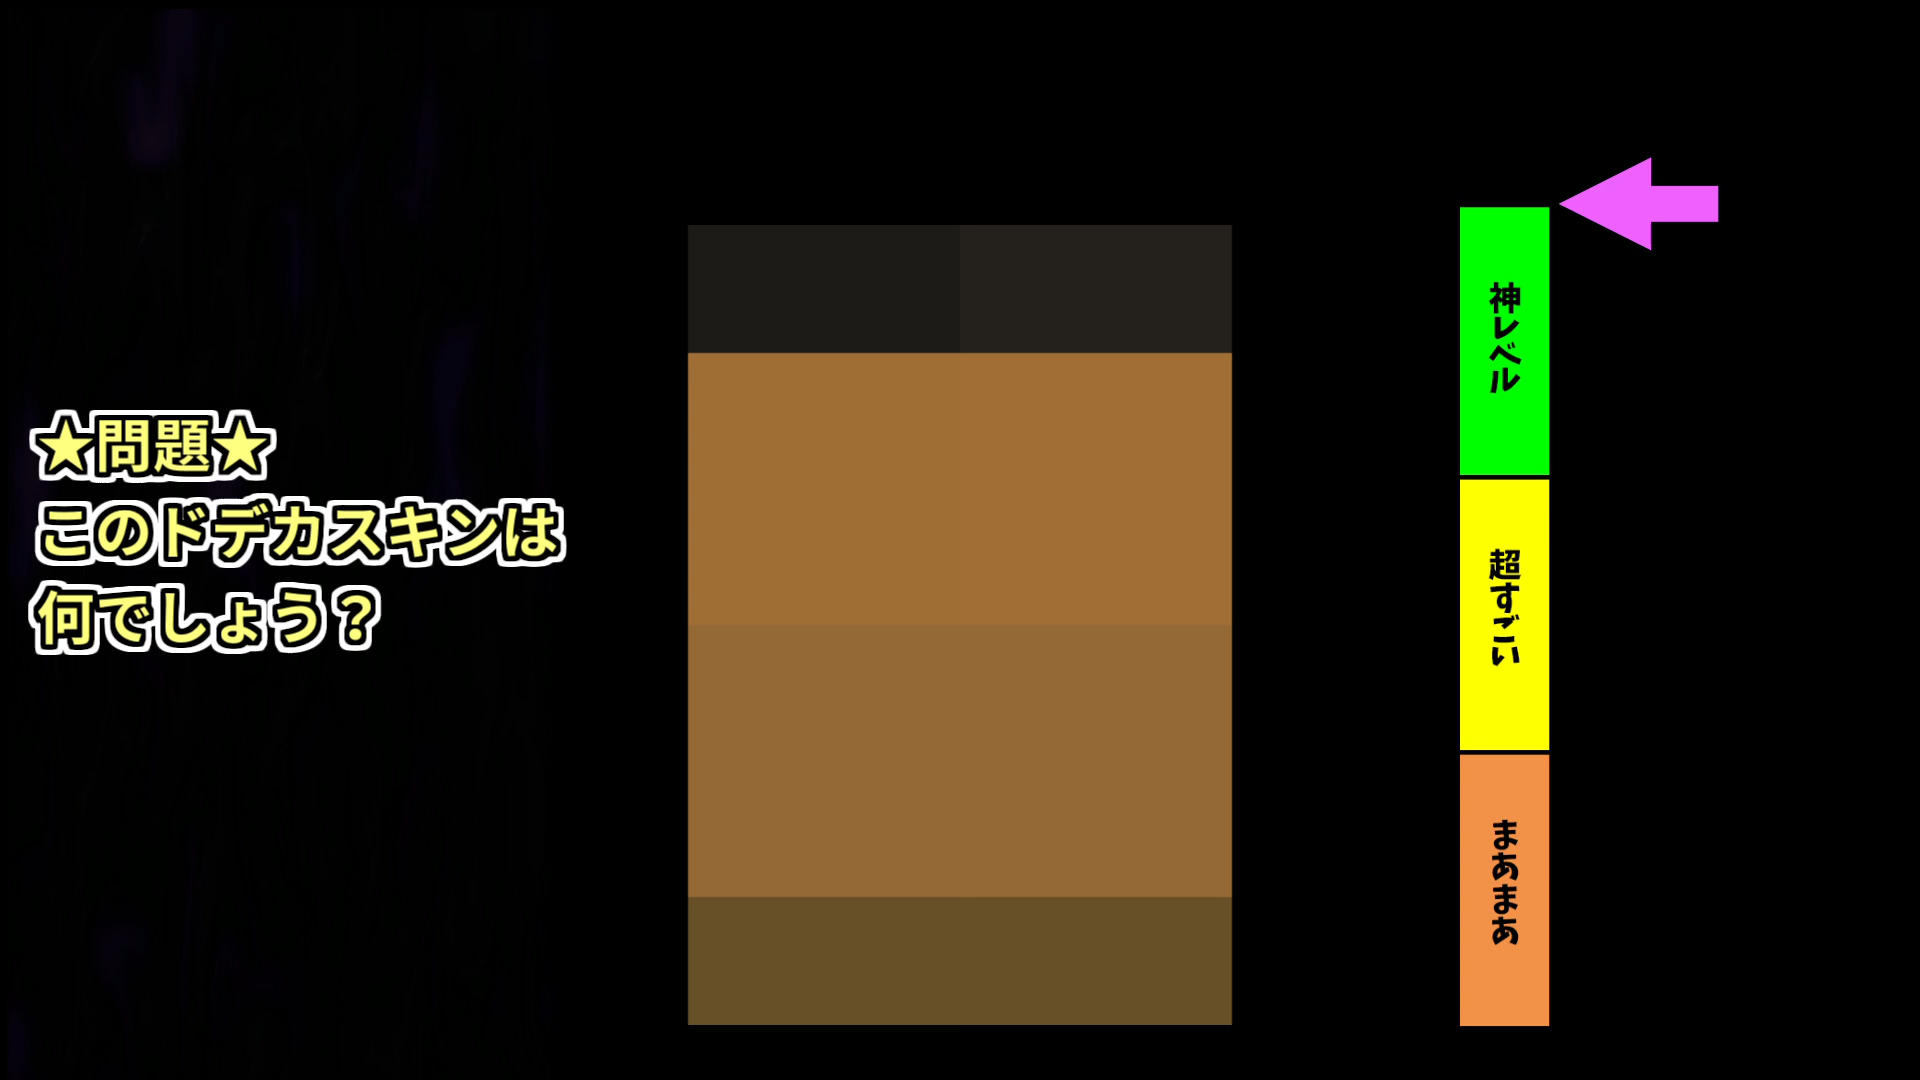 ★問題★
このドデカスキンは
何でしょう？
神レベル
超すごい
まあまあ